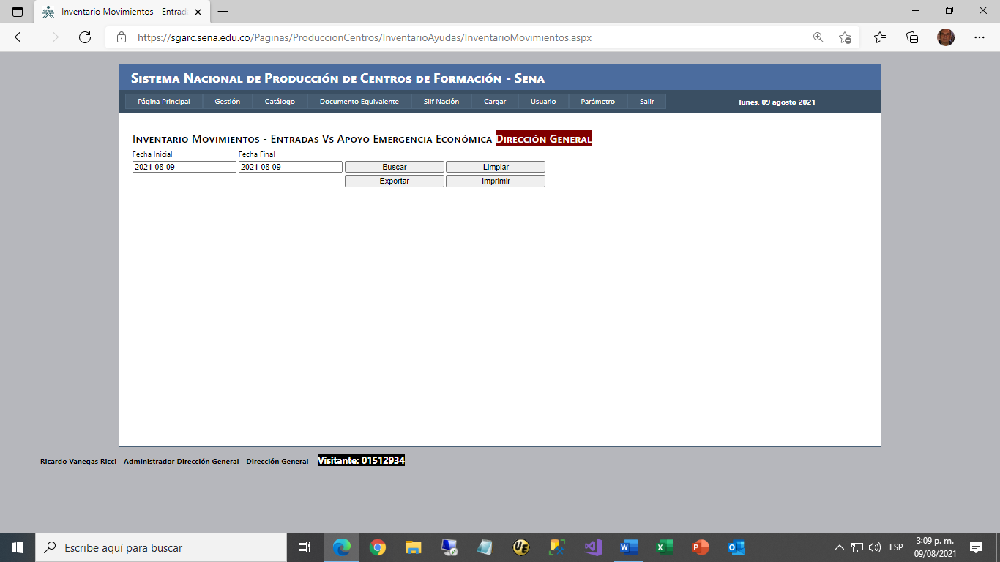 Inventario Movimientos - Entrad
https://sgarc.sena.edu.co/Paginas/ProduccionCentros/InventarioAyudas/InventarioMovimientos.aspx
Sistema Nacional de Producción de Centros de Formación - Sena
Página Principal Gestión Catálogo Documento Equivalente Siif Nación Cargar Usuario Parámetro Salir lunes, 09 agosto 2021
Inventario Movimientos - Entradas Vs Apoyo Emergencia Económica Dirección General
Fecha Inicial Fecha Final
2021-08-09 2021-08-09 Buscar Limpiar
Exportar Imprimir
Ricardo Vanegas Ricci - Administrador Dirección General - Dirección General - Visitante: 01512934
Escribe aquí para buscar
ESP
3:09 p. m.
09/08/2021